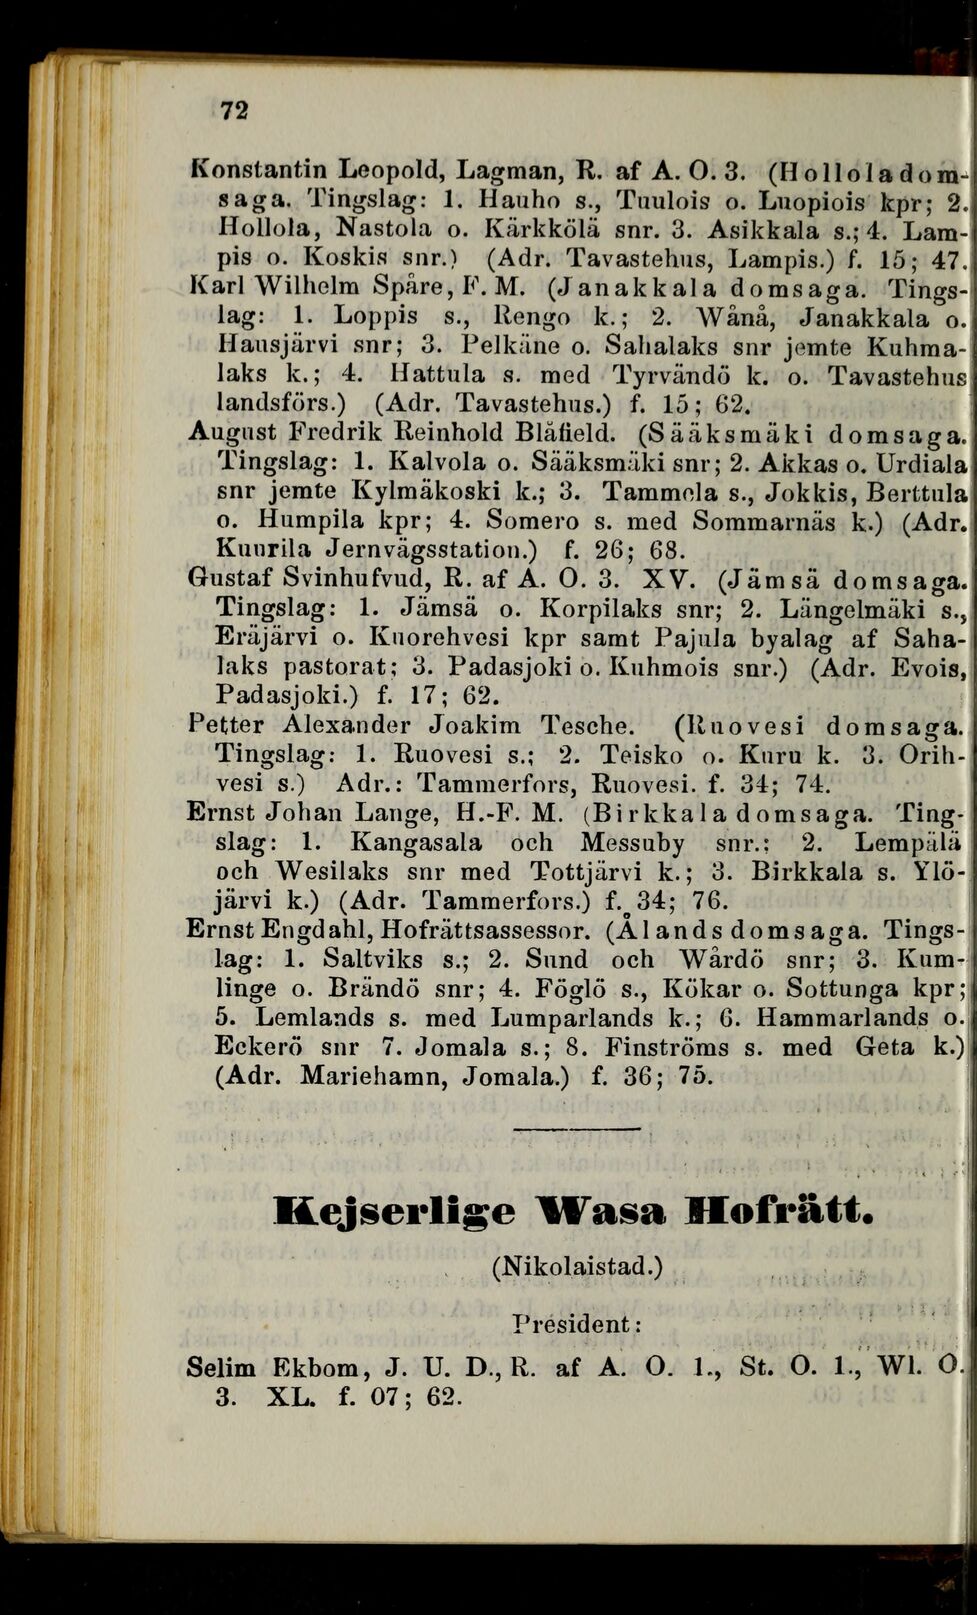 72
Konstantin Leopold, Lagman, R. af A. O. 3. (Hollola dom-
saga. Tingslag: 1. Hauho s., Tuulois o. Luopiois kpr; 2.
Hollola, Nastola o. Kärkkölä snr. 3. Asikkala s.; 4. Lam-
pis o. Koskis snr.) (Adr. Tavastehus, Lampis.) f. 15; 47.
Karl Wilhelm Spåre, F. M. (Janakkala domsaga. Tings-
lag: 1. Loppis s., Rengo k.; 2. Wånå, Janakkala o.
Hausjärvi snr; 3. Pelkäne o. Sahalaks snr jemte Kuhma-
laks k.; 4. Hattula s. med Tyrvändö k. o. Tavastehus
landsförs.) (Adr. Tavastehus.) f. 15; 62.
August Fredrik Reinhold Blåfield. (Sääksmäki domsaga.
Tingslag: 1. Kalvola o. Sääksmäki snr; 2. Akkas o. Urdiala
snr jemte Kylmäkoski k.; 3. Tammela s., Jokkis, Berttula
o. Humpila kpr; 4. Somero s. med Sommarnäs k.) (Adr.
Kuurila Jernvägsstation.) f. 26; 68.
Gustaf Svinhufvud, R. af A. O. 3. XV. (Jämsä domsaga.
Tingslag: 1. Jämsä o. Korpilaks snr; 2. Längelmäki s.,
Eräjärvi o. Kuorehvesi kpr samt Pajula byalag af Saha-
laks pastorat; 3. Padasjoki o. Kuhmois snr.) (Adr. Evois,
Padasjoki.) f. 17; 62.
Petter Alexander Joakim Tesche. (Ruovesi domsaga.
Tingslag: 1. Ruovesi s.; 2. Teisko o. Kuru k. 3. Orih-
vesi s.) Adr.: Tammerfors, Ruovesi. f. 34; 74.
Ernst Johan Lange, H.-F. M. (Birkkala domsaga. Ting-
slag: 1. Kangasala och Messuby snr.; 2. Lempälä
och Wesilaks snr med Tottjärvi k.; 3. Birkkala s. Ylö-
järvi k.) (Adr. Tammerfors.) f. 34; 76.
Ernst Engdahl, Hofrättsassessor. (Ålands domsaga. Tings-
lag: 1. Saltviks s.; 2. Sund och Wårdö snr; 3. Kum-
linge o. Brändö snr; 4. Föglö s., Kökar o. Sottunga kpr;
5. Lemlands s. med Lumparlands k.; 6. Hammarlands o.
Eckerö snr 7. Jomala s.; 8. Finströms s. med Geta k.)
(Adr. Mariehamn, Jomala.) f. 36; 75.
Kejserlige Wasa Hofrätt.
(Nikolaistad.)
President:
Selim Ekbom, J. U. D., R. af A. O. 1., St. O. 1., Wl. O.
3. XL. f. 07; 62.